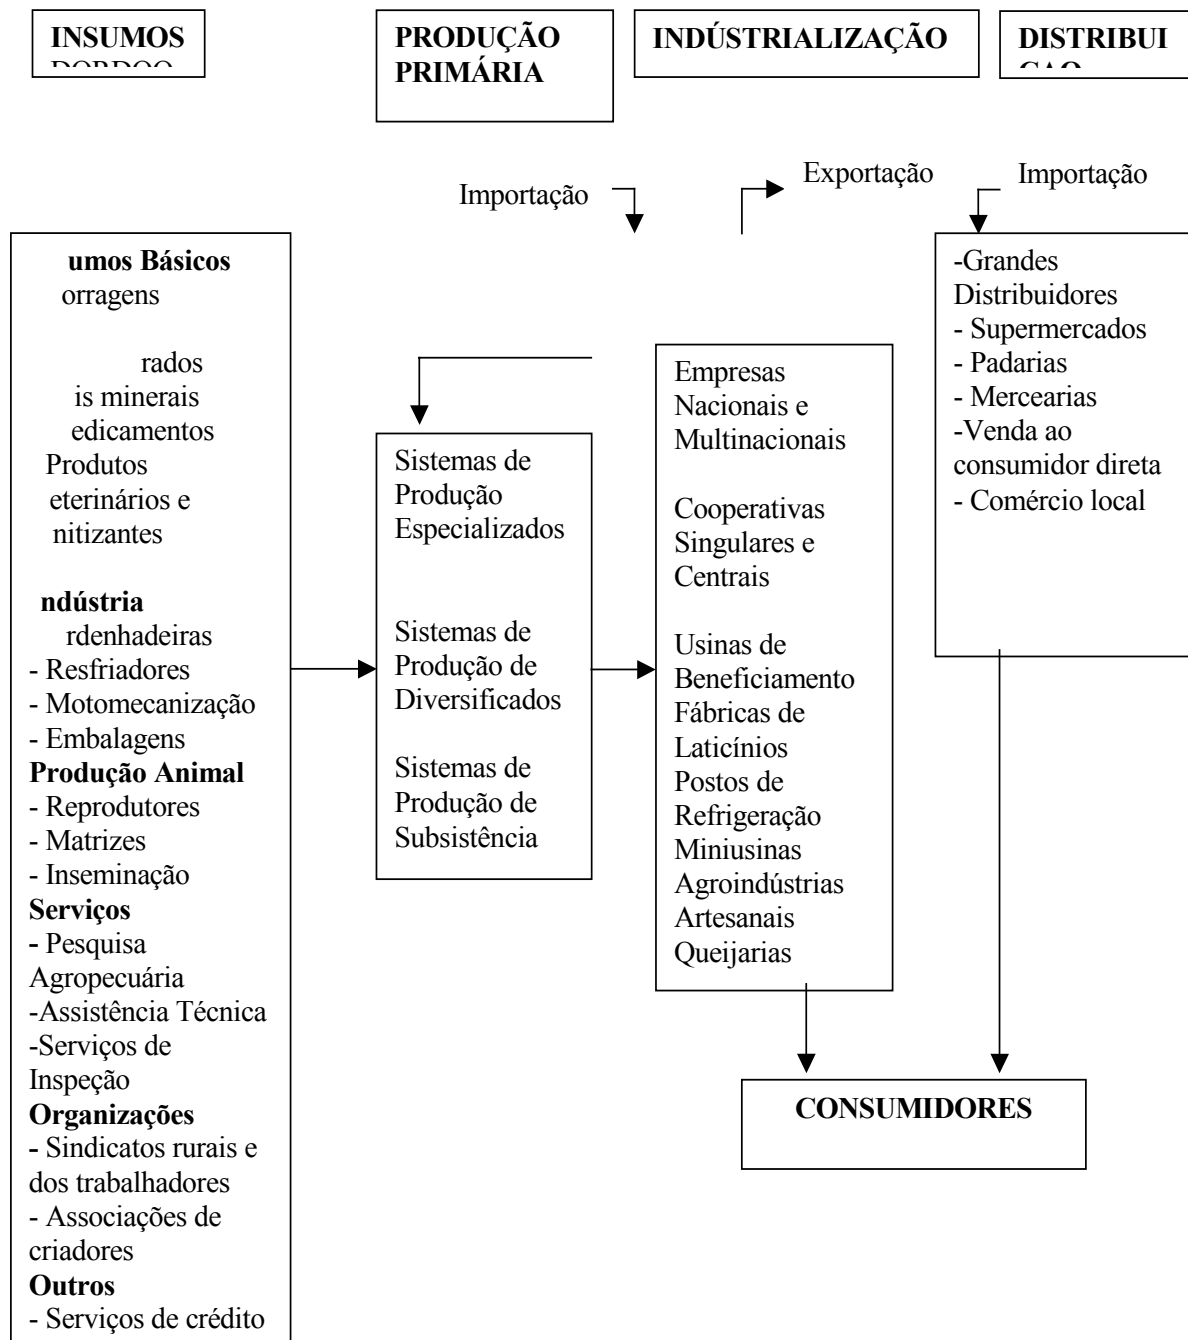 INSUMOS
PRODUÇÃO
PRIMÁRIA
INDÚSTRIALIZAÇÃO
DISTRIBUI
Importação
Exportação
Importação
umos Básicos
orragens
rados
is minerais
edicamentos
Produtos
eterinários e
nitizantes
ndústria
rdenhadeiras
- Resfriadores
- Motomecanização
- Embalagens
Produção Animal
- Reprodutores
- Matrizes
- Inseminação
Serviços
- Pesquisa
Agropecuária
-Assistência Técnica
-Serviços de
Inspeção
Organizações
- Sindicatos rurais e
dos trabalhadores
- Associações de
criadores
Outros
- Serviços de crédito
Sistemas de
Produção
Especializados
Sistemas de
Produção de
Diversificados
Sistemas de
Produção de
Subsistência
Empresas
Nacionais e
Multinacionais
Cooperativas
Singulares e
Centrais
Usinas de
Beneficiamento
Fábricas de
Laticínios
Postos de
Refrigeração
Miniusinas
Agroindústrias
Artesanais
Queijarias
-Grandes
Distribuidores
- Supermercados
- Padarias
- Mercearias
-Venda ao
consumidor direta
- Comércio local
CONSUMIDORES